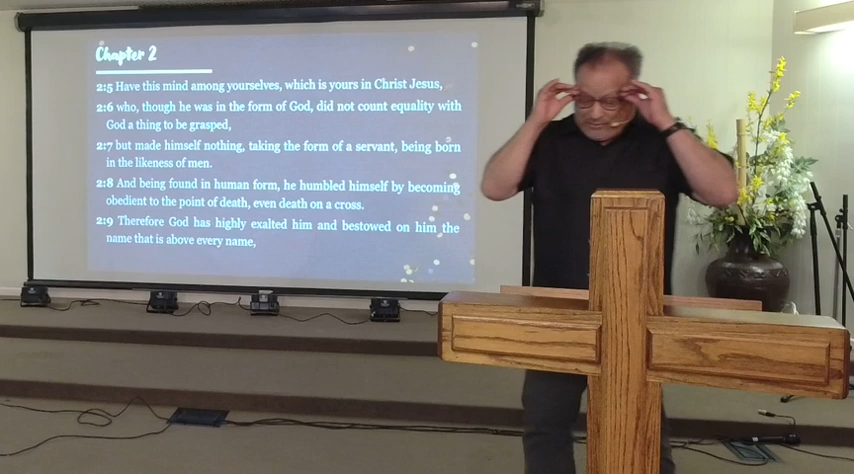 Chapter 2
2:5 Have this mind among yourselves, which is yours in Christ Jesus,
2:6 who, though he was in the form of God, did not count equality with
God a thing to be grasped,
2:7 but made himself nothing, taking the form of a servant, being born
in the likeness of men.
2:8 And being found in human form, he humbled himself by becoming
obedient to the point of death, even death on a cross.
2:9 Therefore God has highly exalted him and bestowed on him the
name that is above every name,